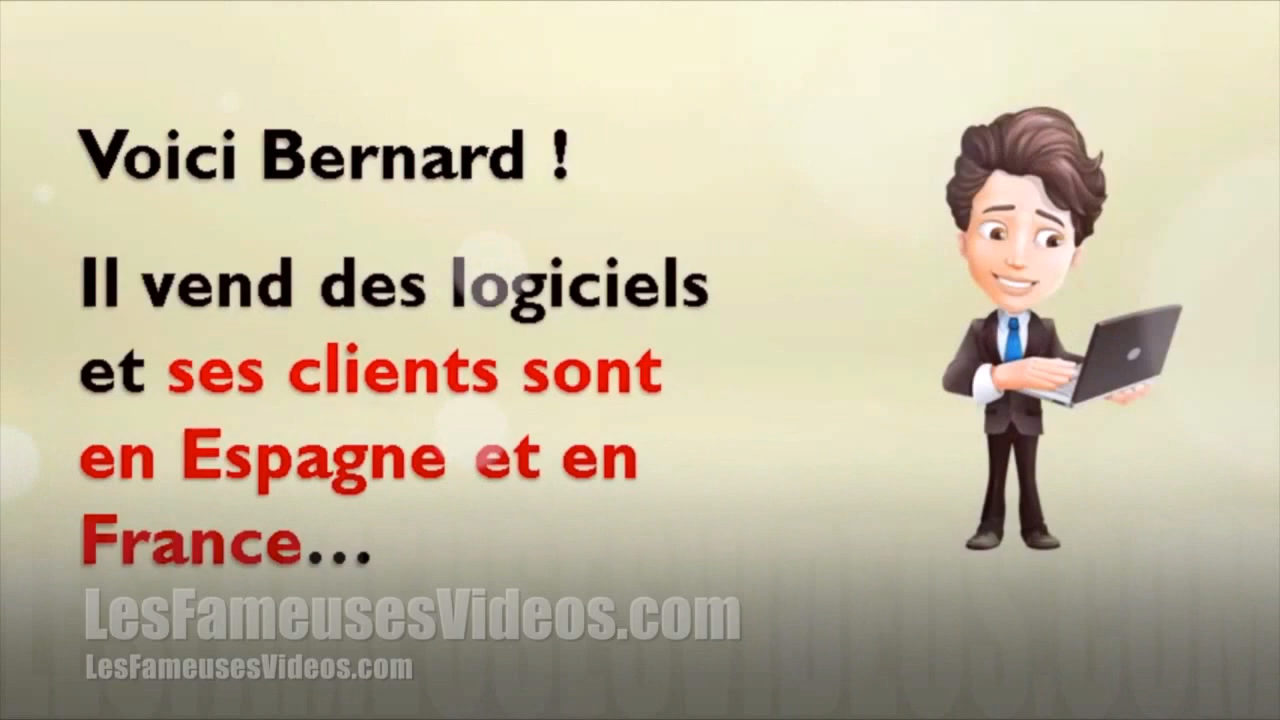 Voici Bernard !
Il vend des logiciels
et ses clients sont
en Espagne et en
France...
LesFameusesVideos.com
LesFameusesVideos.com